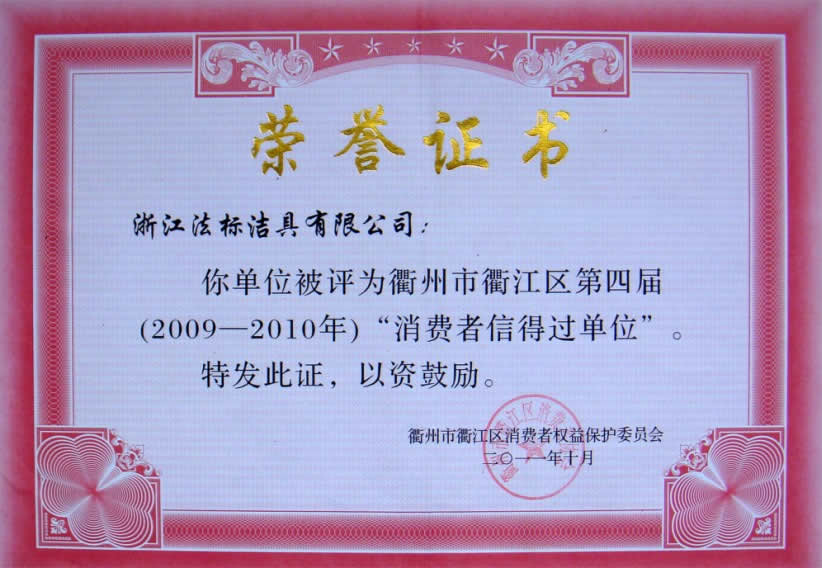 荣誉证书
浙江法标洁具有限公司：
你单位被评为衢州市衢江区第四届
(2009—2010年)“消费者信得过单位”。
特发此证，以资鼓励。
衢州市衢江区消费者权益保护委员会
二〇一一年十月